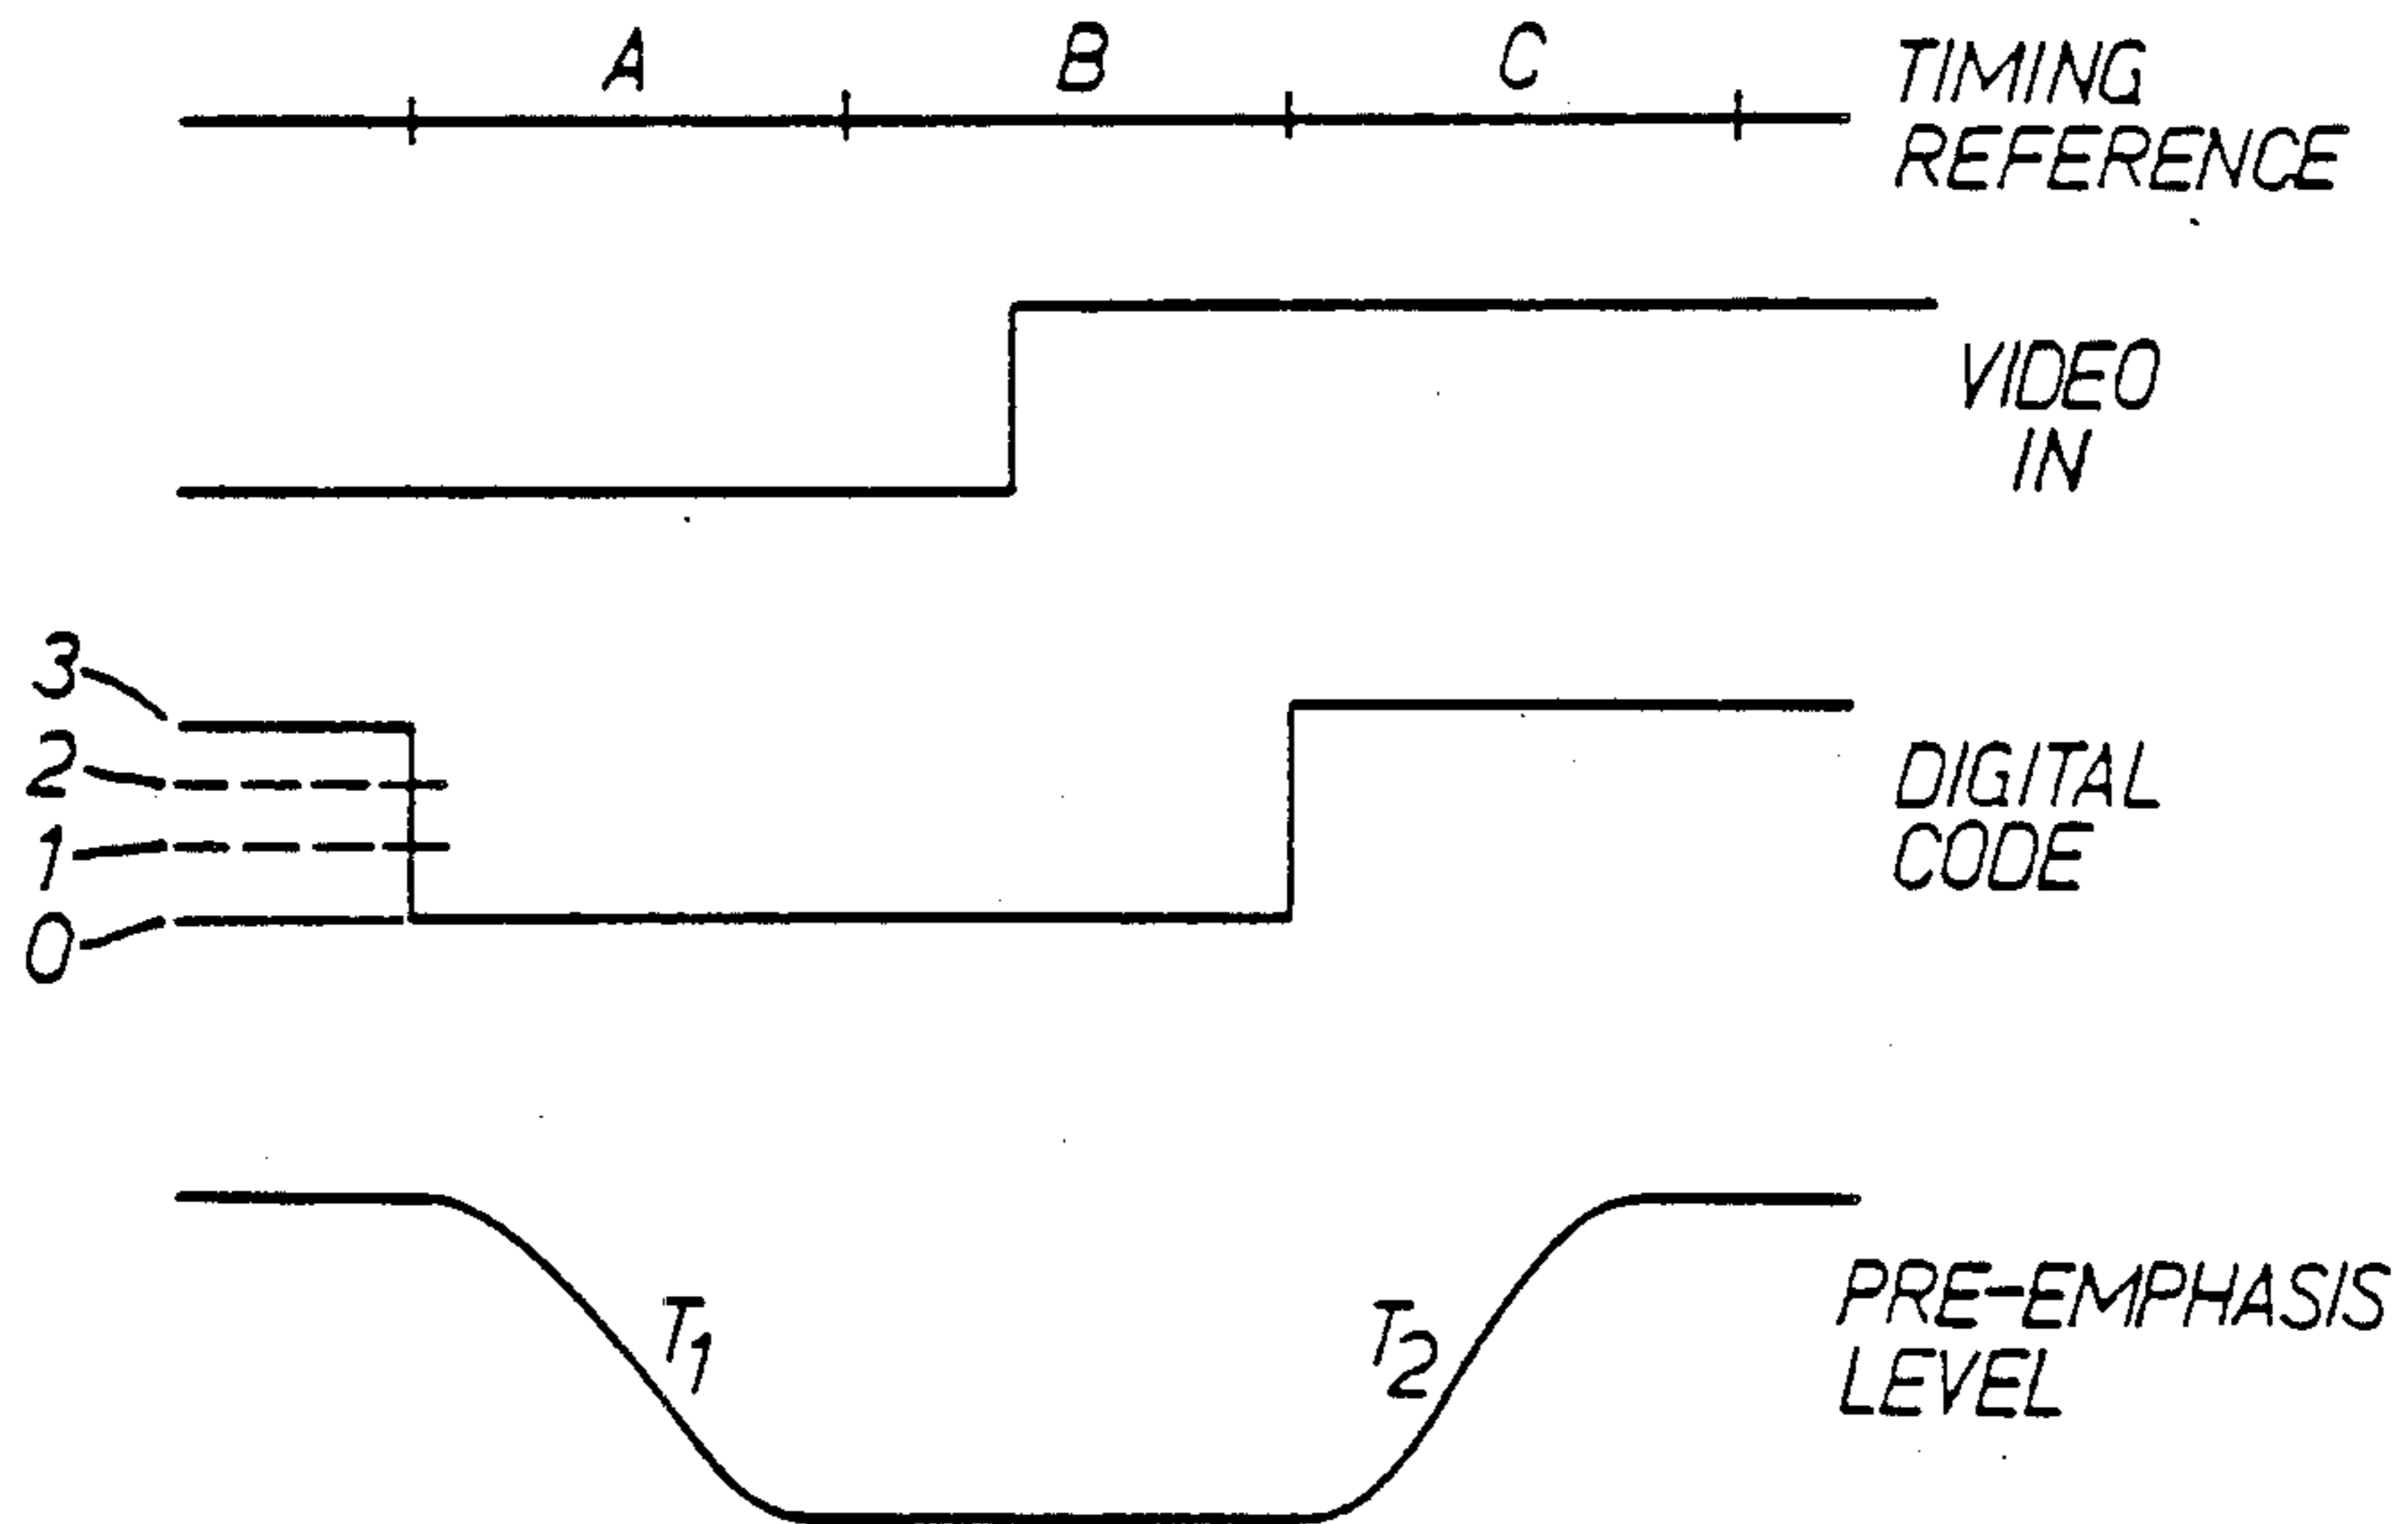 A B C
TIMING
REFERENCE
VIDEO
IN
3
2
1
0
DIGITAL
CODE
T1
T2
PRE-EMPHASIS
LEVEL